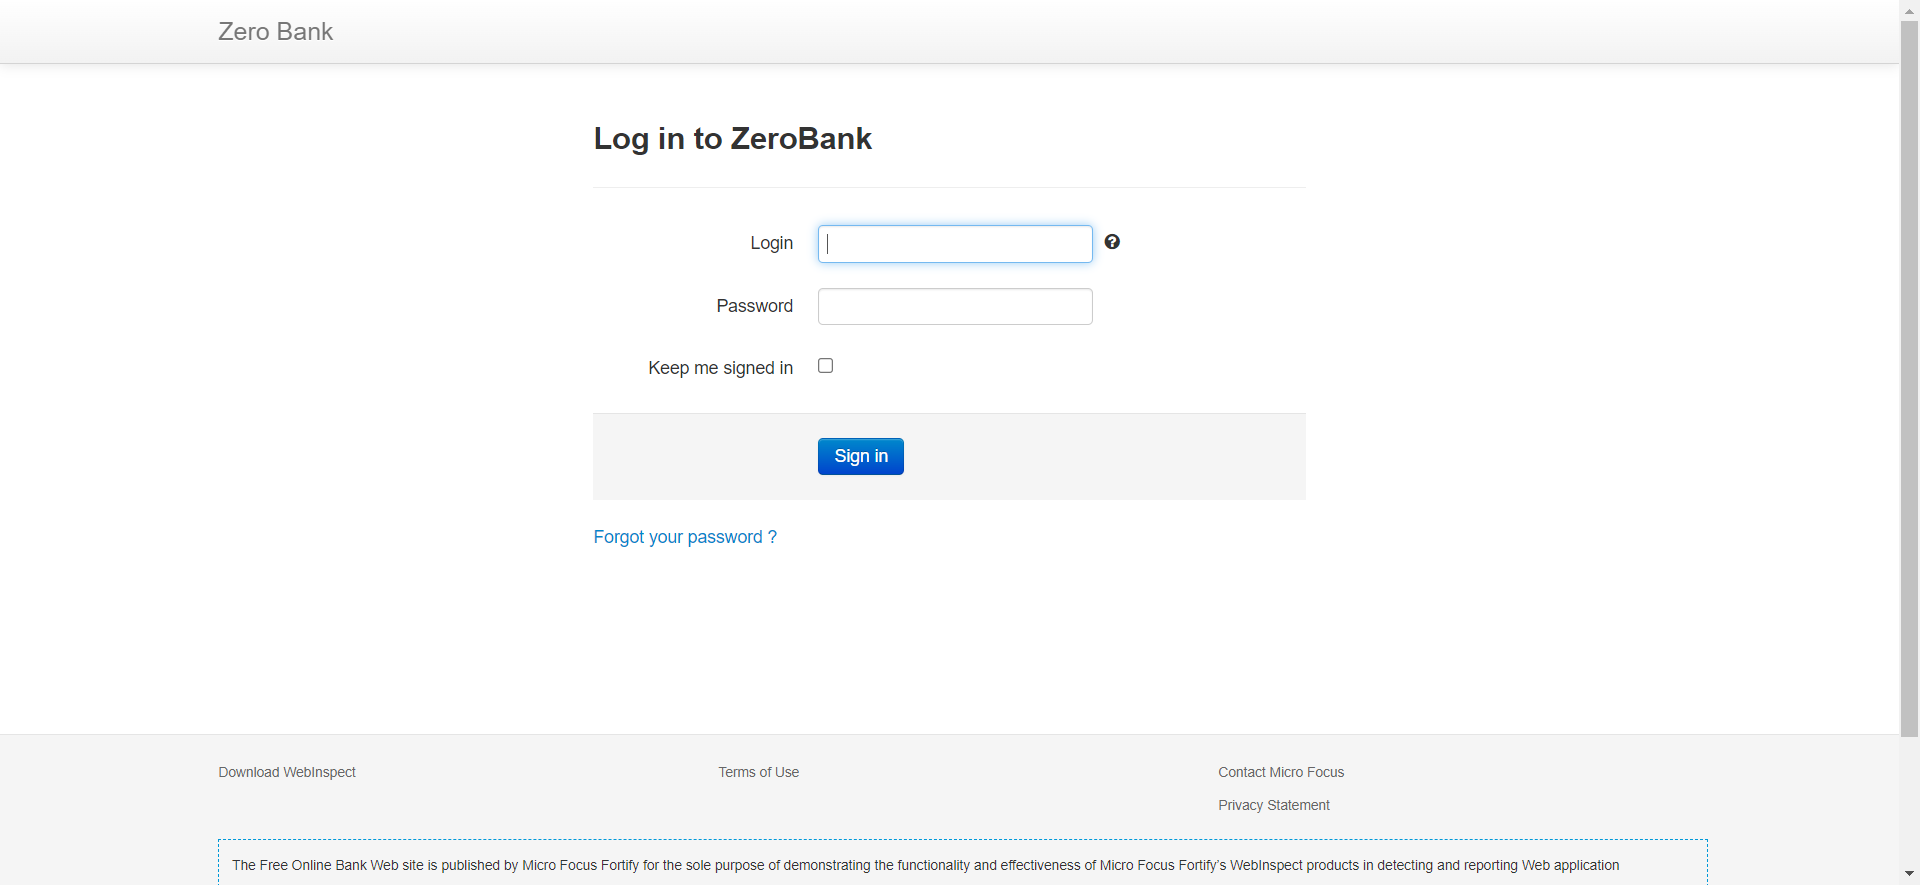 Zero Bank
Log in to ZeroBank
Login
Password
Keep me signed in
Sign in
Forgot your password ?
Download WebInspect
Terms of Use
Contact Micro Focus
Privacy Statement
The Free Online Bank Web site is published by Micro Focus Fortify for the sole purpose of demonstrating the functionality and effectiveness of Micro Focus Fortify's WebInspect products in detecting and reporting Web application